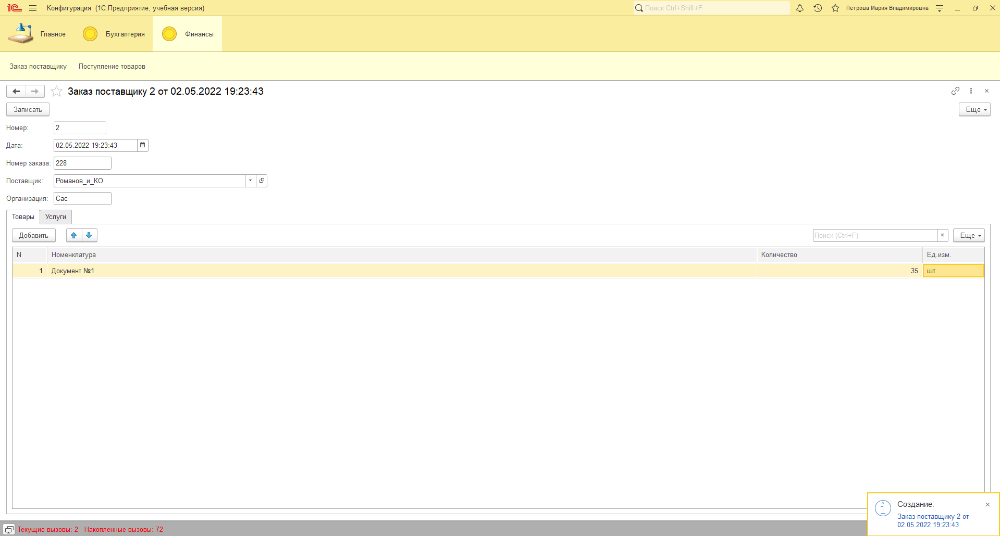 1С Конфигурация (1С:Предприятие, учебная версия) Поиск Ctrl+Shift+F Петрова Мария Владимировна
Главное Бухгалтерия Финансы
Заказ поставщику Поступление товаров
Заказ поставщику 2 от 02.05.2022 19:23:43
Записать Еще
Номер: 2
Дата: 02.05.2022 19:23:43
Номер заказа: 228
Поставщик: Романов_и_КО
Организация: Сас
Товары Услуги
Добавить Поиск (Ctrl+F) × Еще
N Номенклатура Количество Ед.изм.
1 Документ №1 35 шт
Создание:
Заказ поставщику 2 от
02.05.2022 19:23:43
Текущие вызовы: 2 Накопленные вызовы: 72